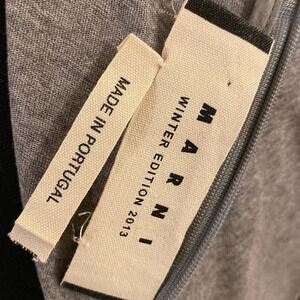 MARNI
WINTER EDITION 2013
MADE IN PORTUGAL